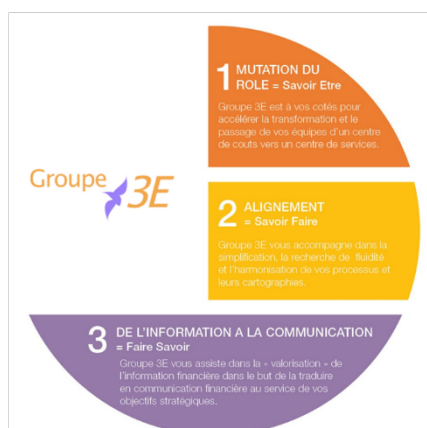 Groupe 3E
1 MUTATION DU
ROLE = Savoir Etre
Groupe 3E est à vos cotés pour
accélérer la transformation et le
passage de vos équipes d'un centre
de couts vers un centre de services.
2 ALIGNEMENT
= Savoir Faire
Groupe 3E vous accompagne dans la
simplification, la recherche de fluidité
et l'harmonisation de vos processus et
leurs cartographies.
3 DE L'INFORMATION A LA COMMUNICATION
= Faire Savoir
Groupe 3E vous assiste dans la « valorisation » de
l'information financière dans le but de la traduire
en communication financière au service de vos
objectifs stratégiques.